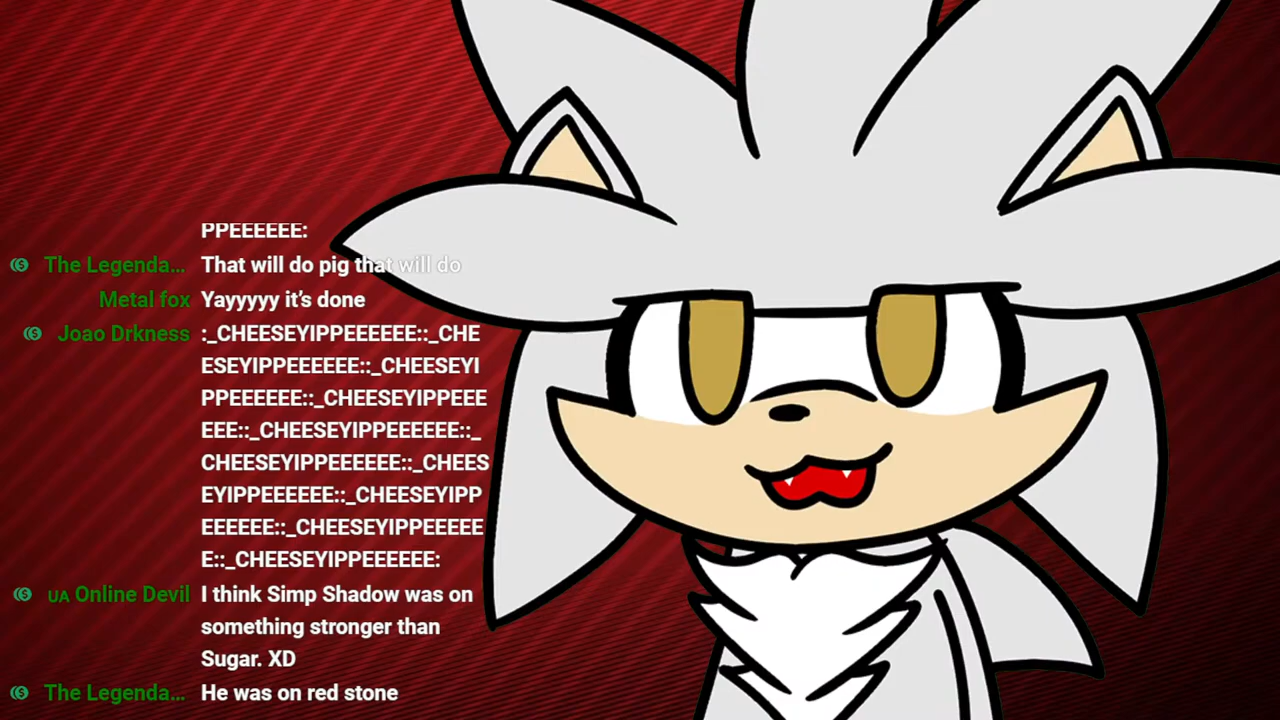 PPEEEEEE:
The Legenda... That will do pig that will do
Metal fox Yayyyyy it’s done
Joao Drkness :_CHEESEYIPPEEEEEE::_CHE
ESEYIPPEEEEEE::_CHEESEYI
PPEEEEEE::_CHEESEYIPPEEE
EEE::_CHEESEYIPPEEEEEE::_
CHEESEYIPPEEEEEE::_CHEES
EYIPPEEEEEE::_CHEESEYIPP
EEEEEE::_CHEESEYIPPEEEEE
E::_CHEESEYIPPEEEEEE:
UA Online Devil I think Simp Shadow was on
something stronger than
Sugar. XD
The Legenda... He was on red stone